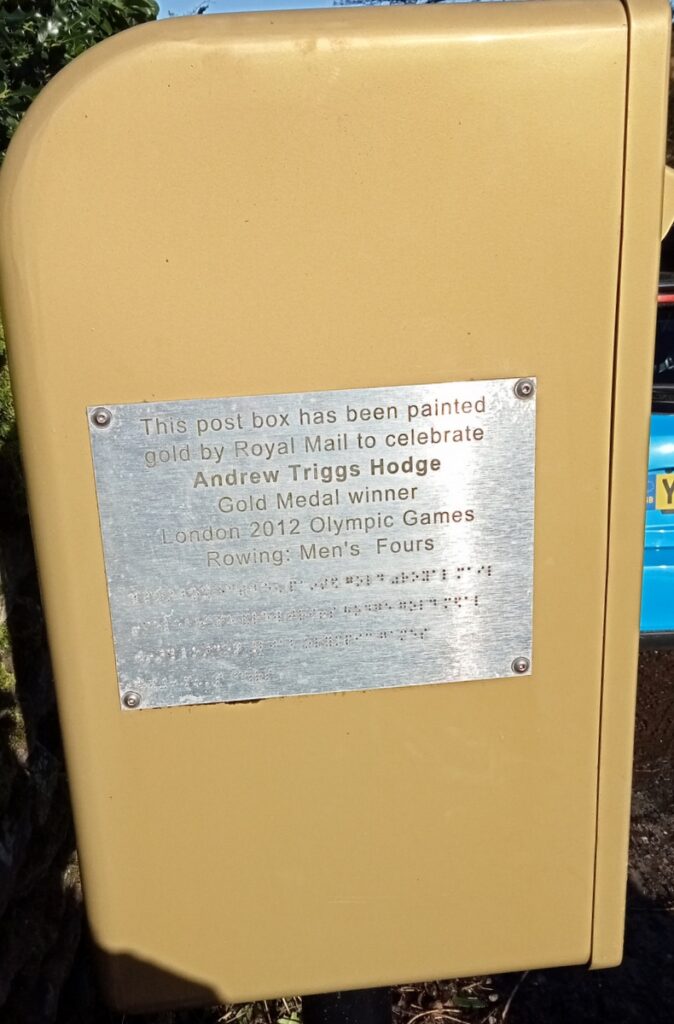 This post box has been painted
gold by Royal Mail to celebrate
Andrew Triggs Hodge
Gold Medal winner
London 2012 Olympic Games
Rowing: Men's Fours
GB
Y